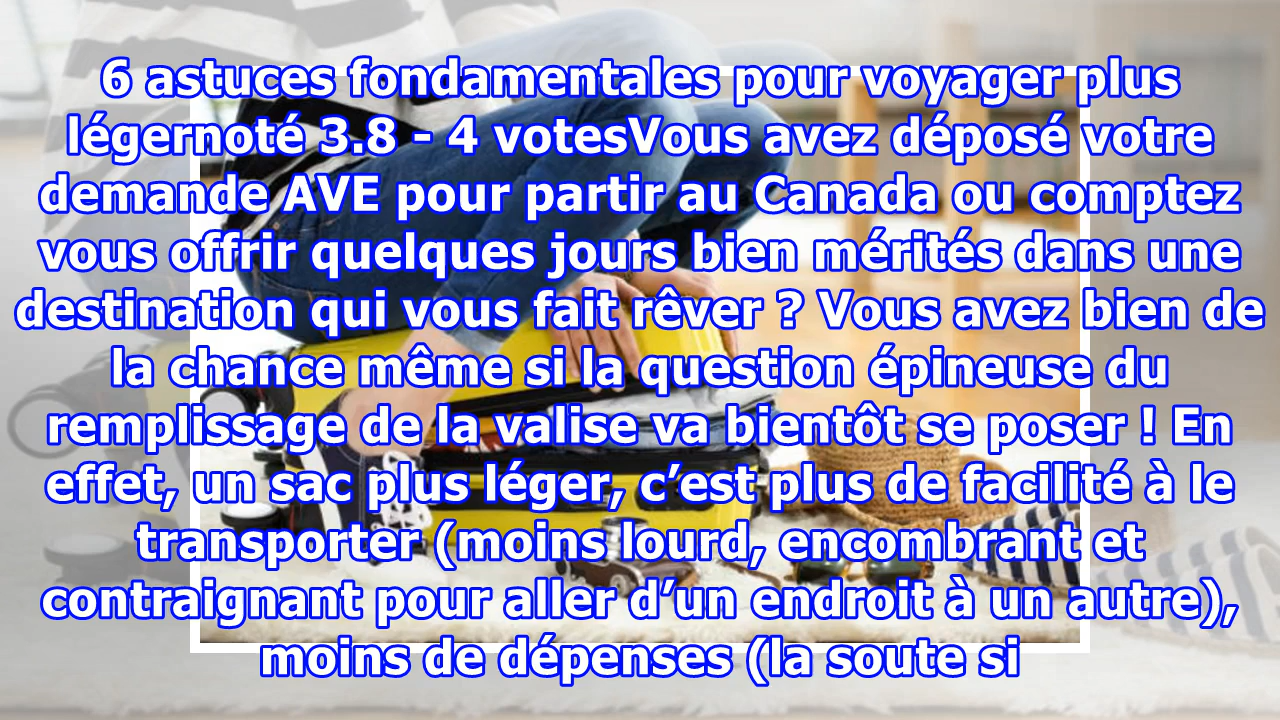 6 astuces fondamentales pour voyager plus
légernoté 3.8 - 4 votesVous avez déposé votre
demande AVE pour partir au Canada ou comptez
vous offrir quelques jours bien mérités dans une
destination qui vous fait rêver ? Vous avez bien de
la chance même si la question épineuse du
remplissage de la valise va bientôt se poser ! En
effet, un sac plus léger, c’est plus de facilité à le
transporter (moins lourd, encombrant et
contraignant pour aller d’un endroit à un autre),
moins de dépenses (la soute si